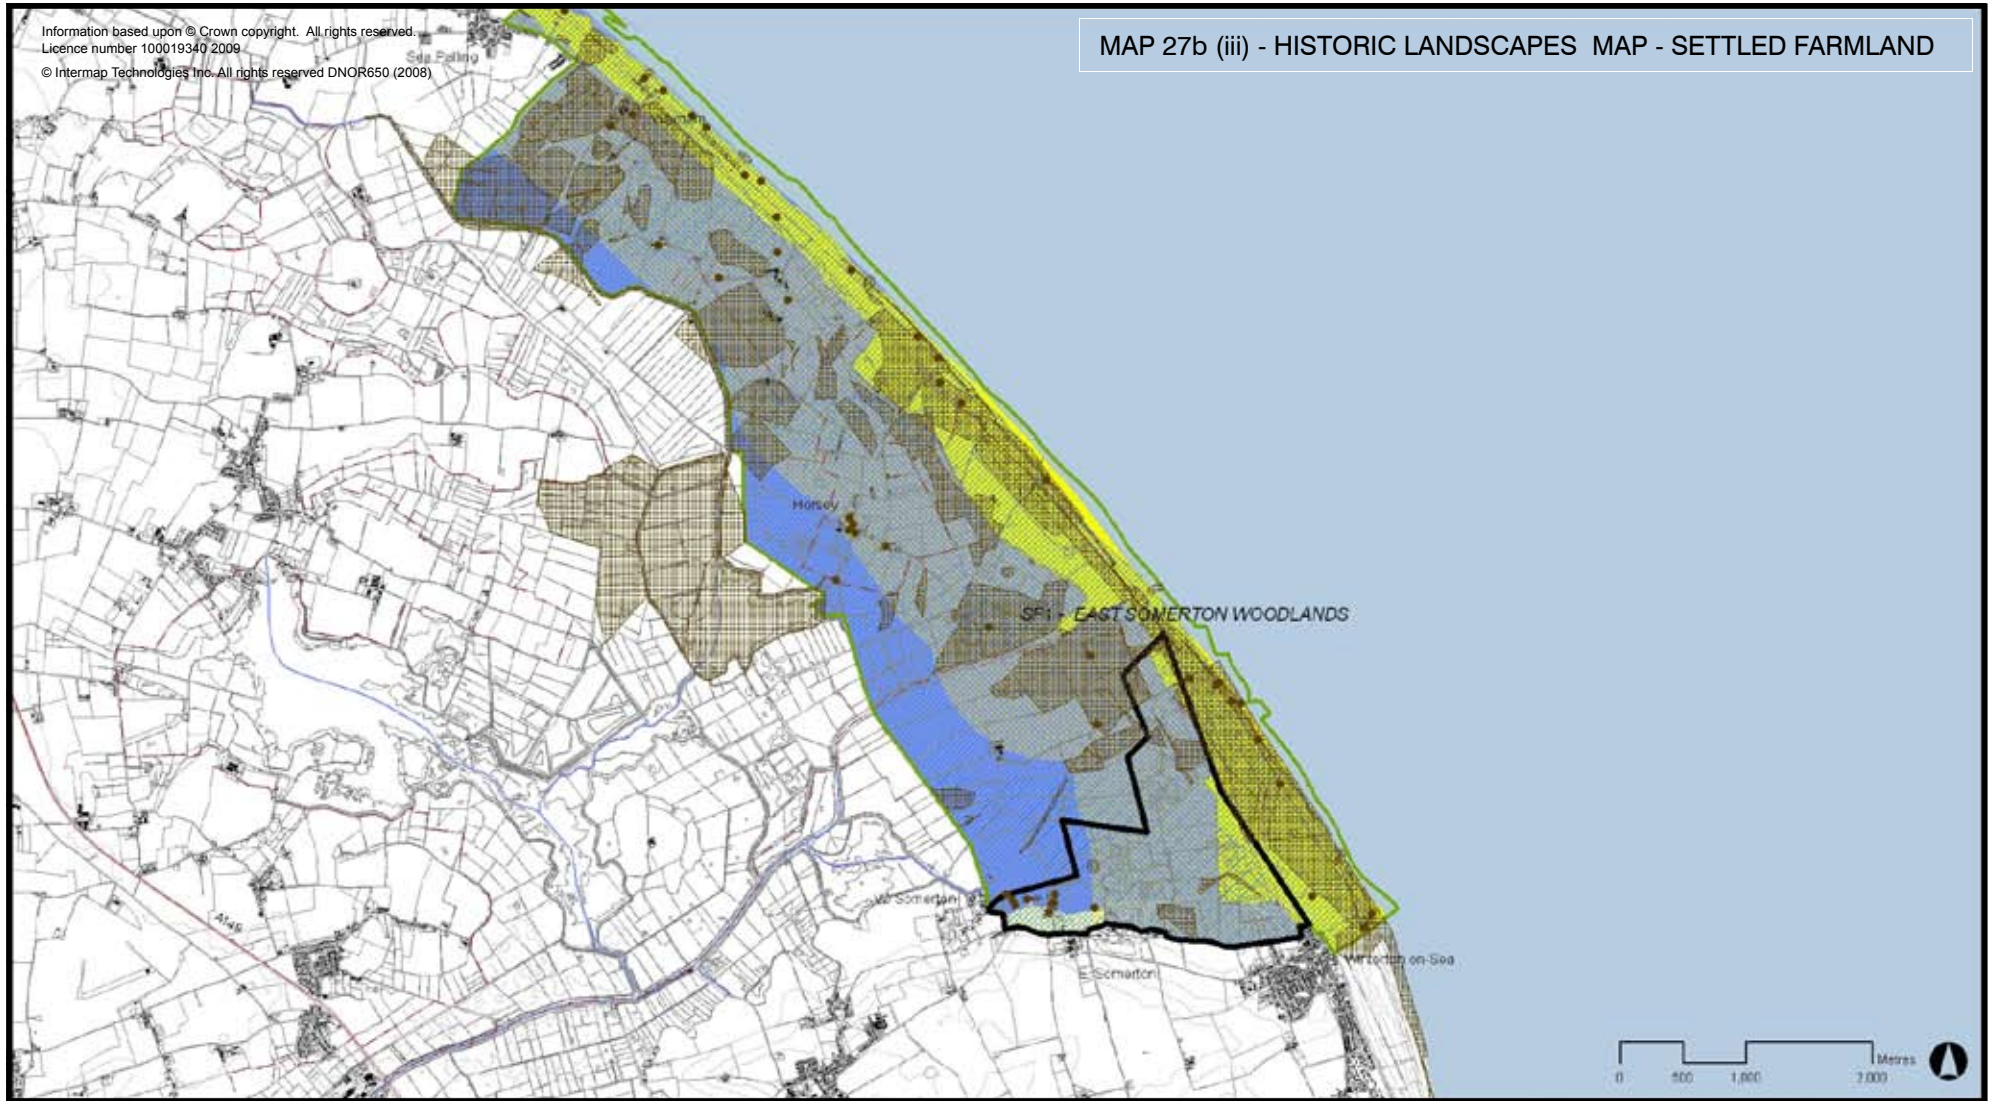 Information based upon © Crown copyright. All rights reserved.
Licence number 100019340 2009
© Intermap Technologies Inc. All rights reserved DNOR650 (2008)
MAP 27b (iii) - HISTORIC LANDSCAPES MAP - SETTLED FARMLAND
Sea Palling
Horsey
SF1 - EAST SOMERTON WOODLANDS
W. Somerton
A149
E Somerton
Winterton on-Sea
Metres
0 500 1,000 2,000